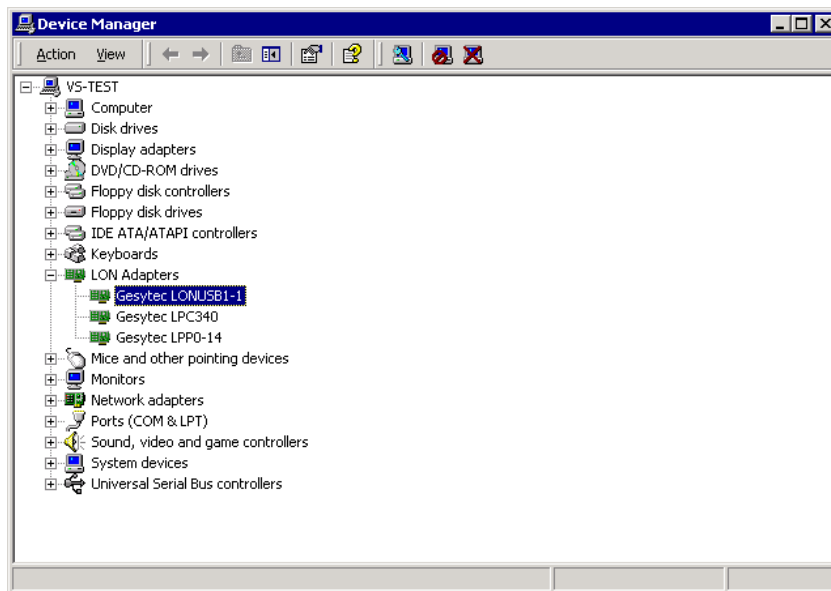 Device Manager
Action View
VS-TEST
Computer
Disk drives
Display adapters
DVD/CD-ROM drives
Floppy disk controllers
Floppy disk drives
IDE ATA/ATAPI controllers
Keyboards
LON Adapters
Gesytec LONUSB1-1
Gesytec LPC340
Gesytec LPP0-14
Mice and other pointing devices
Monitors
Network adapters
Ports (COM & LPT)
Sound, video and game controllers
System devices
Universal Serial Bus controllers